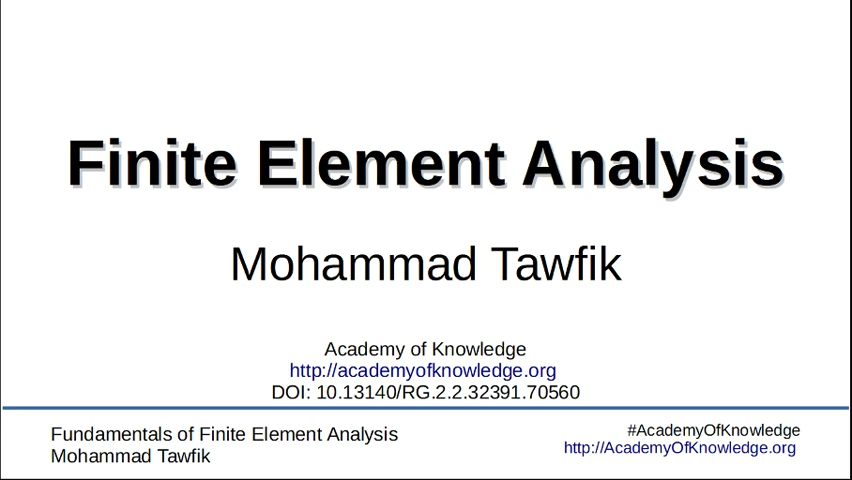 Finite Element Analysis
Mohammad Tawfik
Academy of Knowledge
http://academyofknowledge.org
DOI: 10.13140/RG.2.2.32391.70560
Fundamentals of Finite Element Analysis
Mohammad Tawfik
#AcademyOfKnowledge
http://AcademyOfKnowledge.org